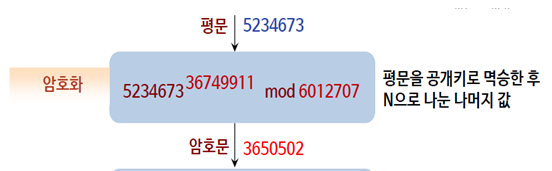 평문 5234673
암호화
5234673^36749911 mod 6012707
평문을 공개키로 멱승한 후
N으로 나눈 나머지 값
암호문 3650502